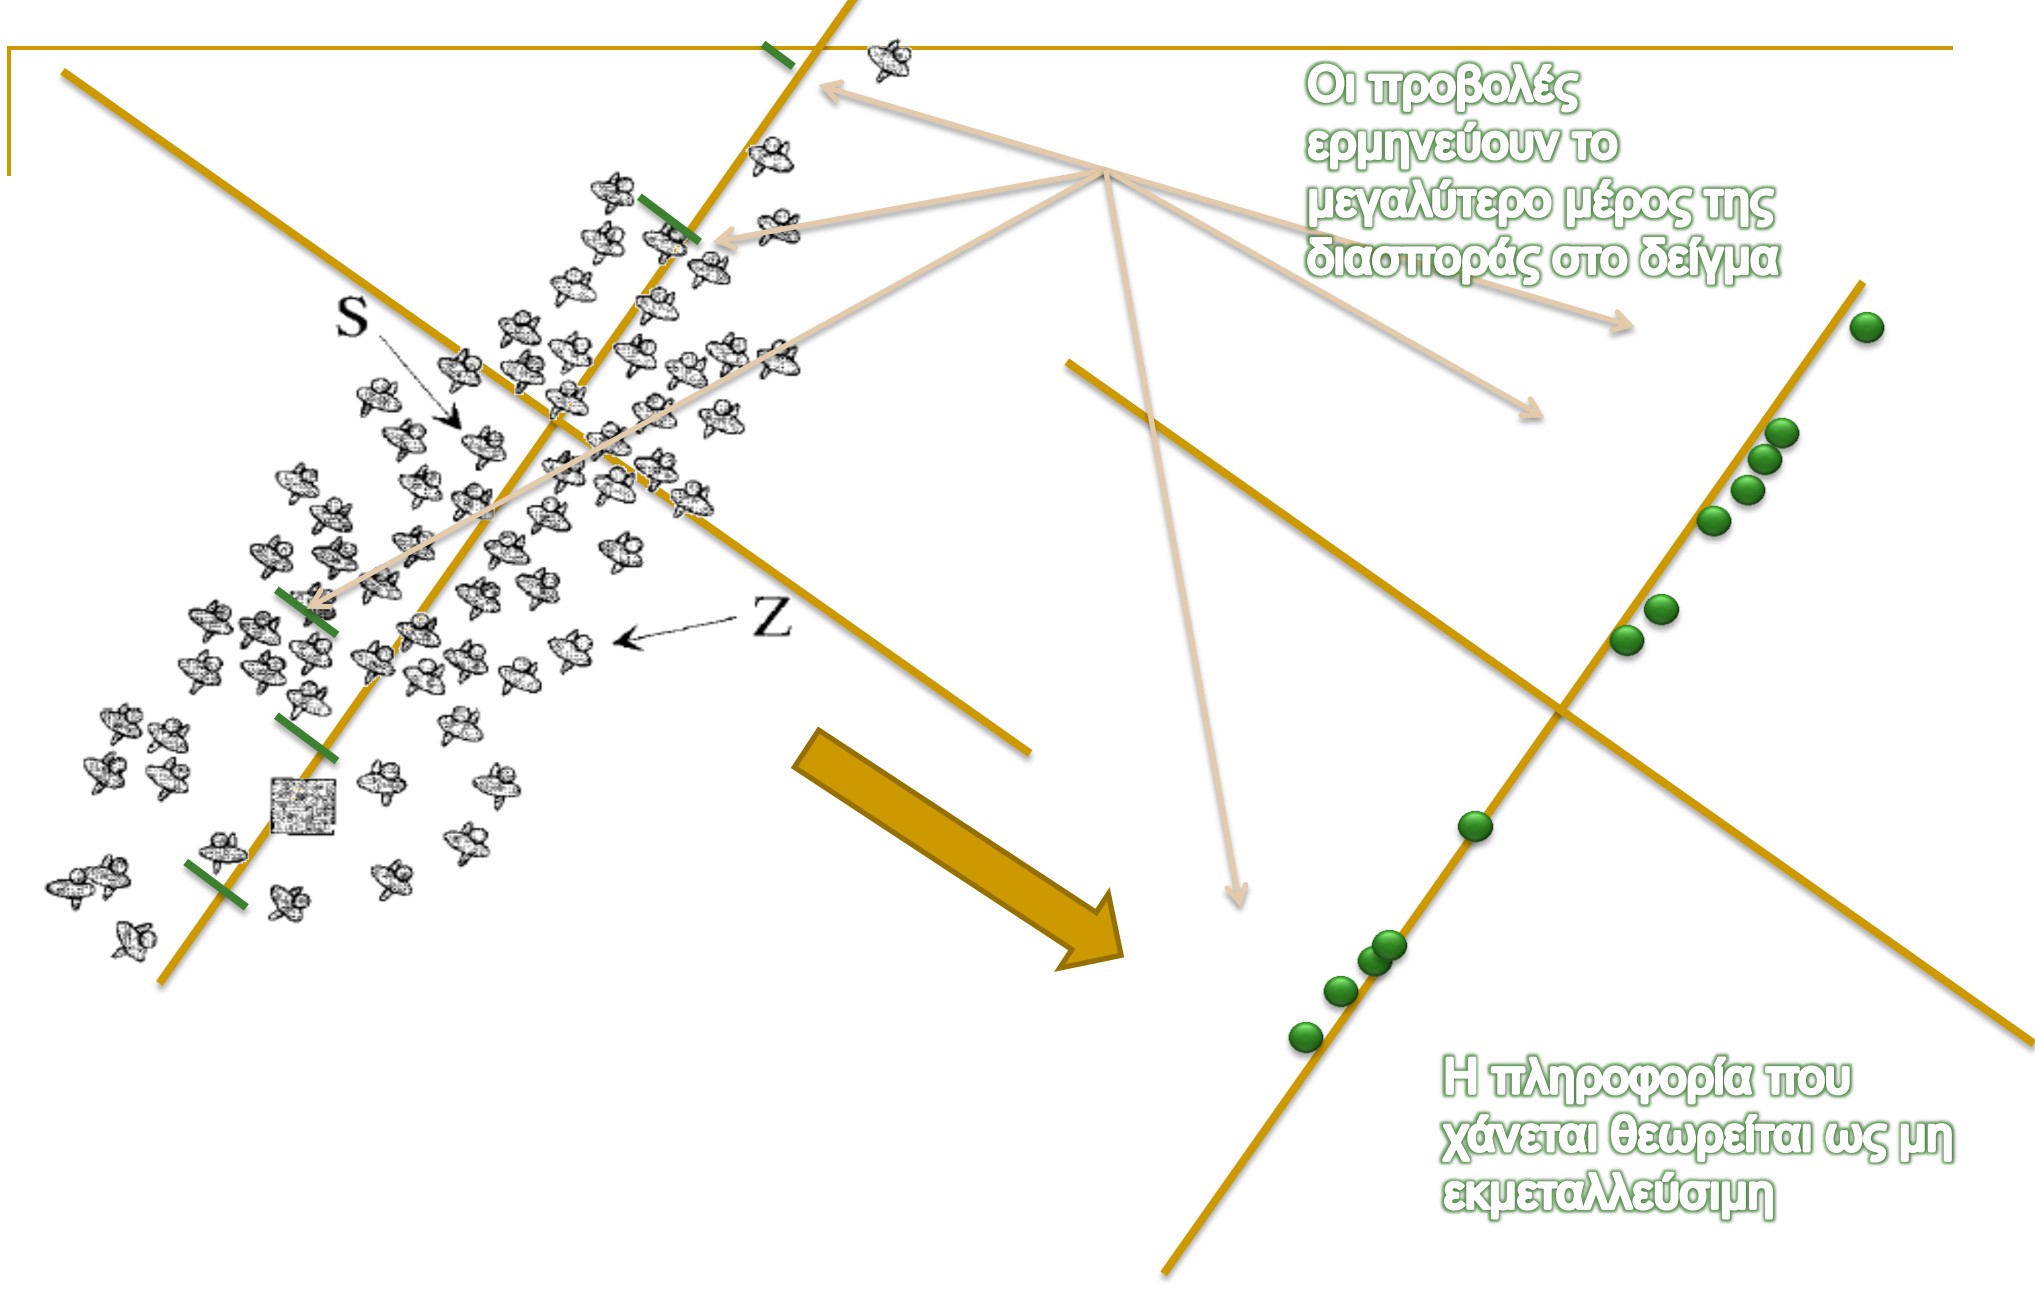 Οι προβολές
ερμηνεύουν το
μεγαλύτερο μέρος της
διασποράς στο δείγμα
S
Z
Η πληροφορία που
χάνεται θεωρείται ως μη
εκμεταλλεύσιμη